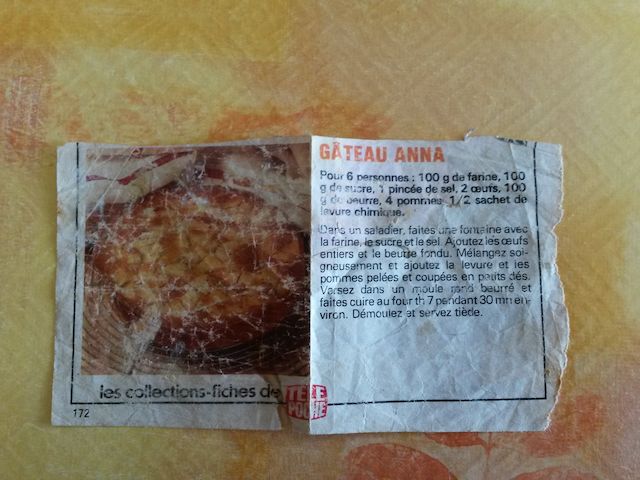 GÂTEAU ANNA
Pour 6 personnes : 100 g de farine, 100
g de sucre, 1 pincée de sel, 2 œufs, 100
g de beurre, 4 pommes, 1/2 sachet de
levure chimique.
Dans un saladier, faites une fontaine avec
la farine, le sucre et le sel. Ajoutez les œufs
entiers et le beurre fondu. Mélangez soi-
gneusement et ajoutez la levure et les
pommes pelées et coupées en petits dés.
Versez dans un moule rond beurré et
faites cuire au four th 7 pendant 30 mn en-
viron. Démoulez et servez tiède.
les collections-fiches de TÉLÉ
POCHE
172